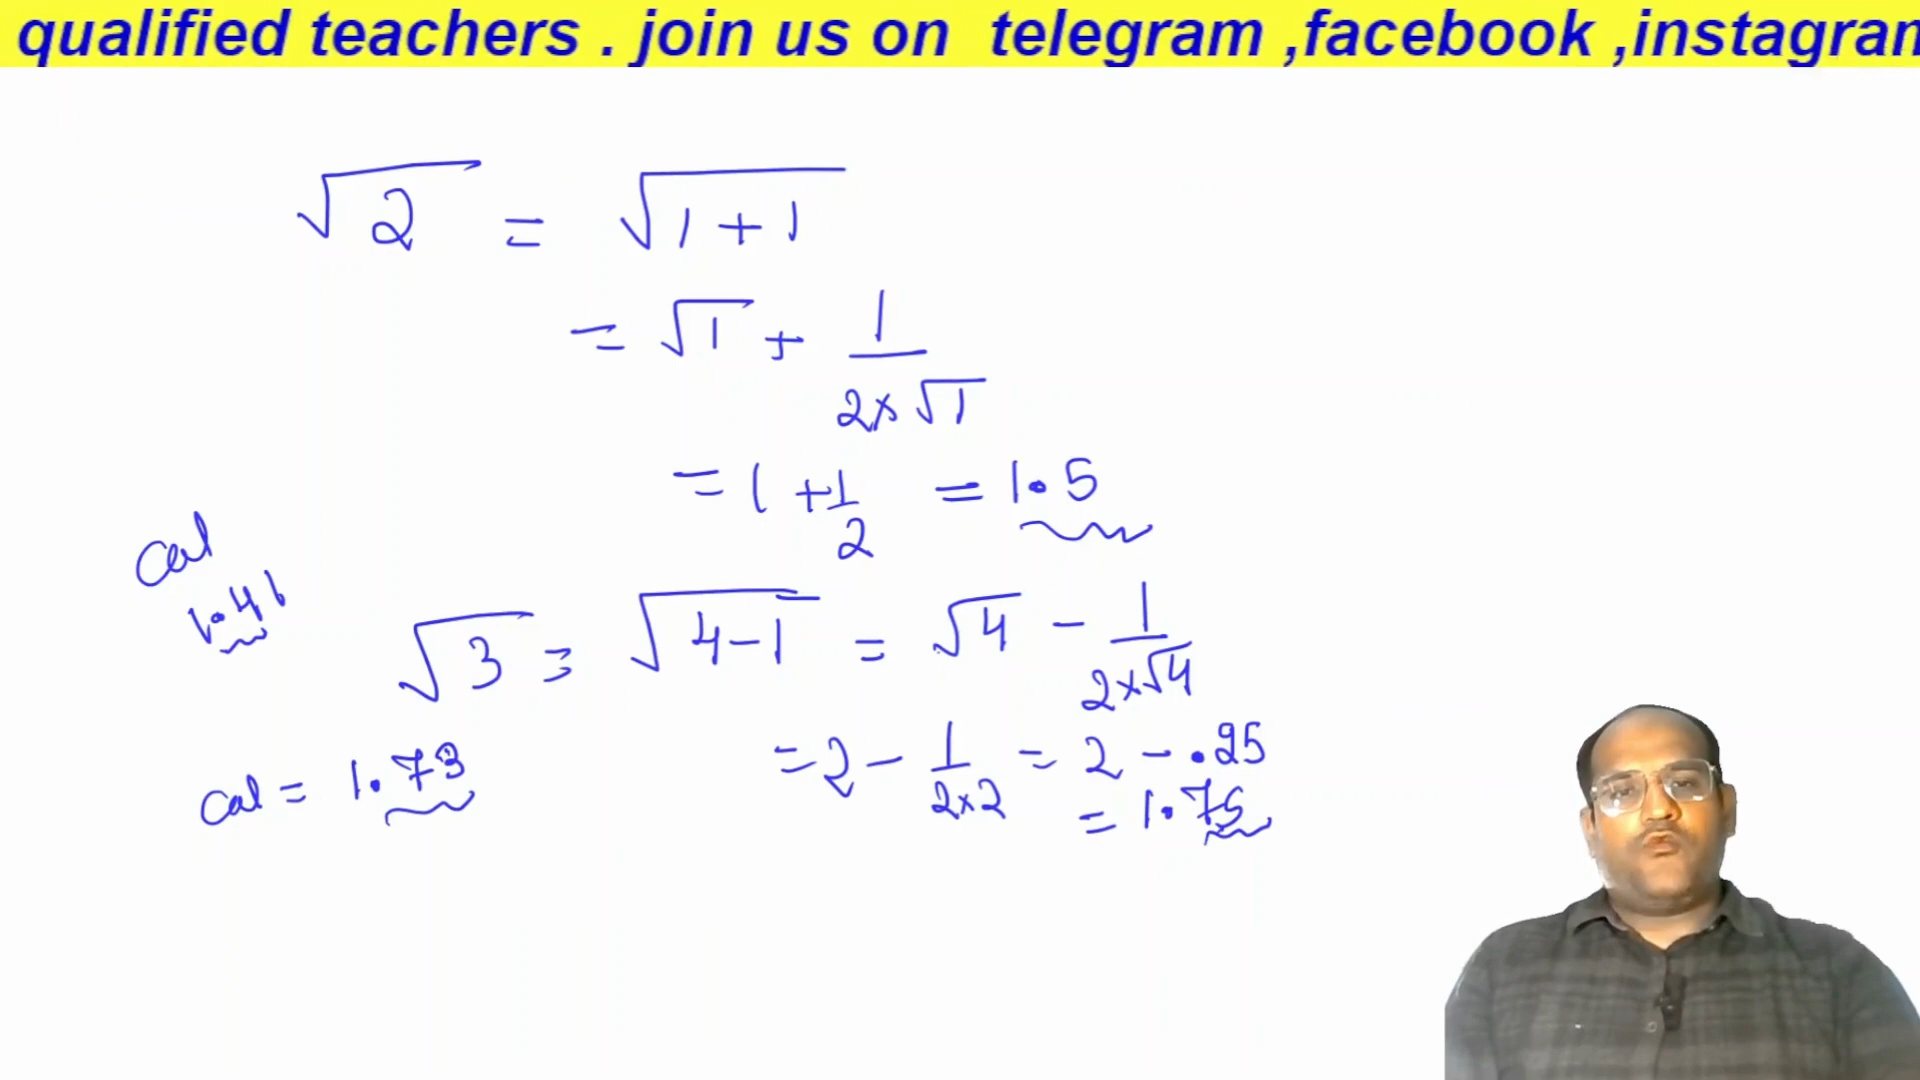 qualified teachers . join us on telegram ,facebook ,instagram
√2 = √1+1
= √1 + 1/2×√1
= 1 + 1/2 = 1.5
cal
√3 = √4-1 = √4 - 1/2×√4
cal = 1.73
= 2 - 1/2×2 = 2 - .25
= 1.75